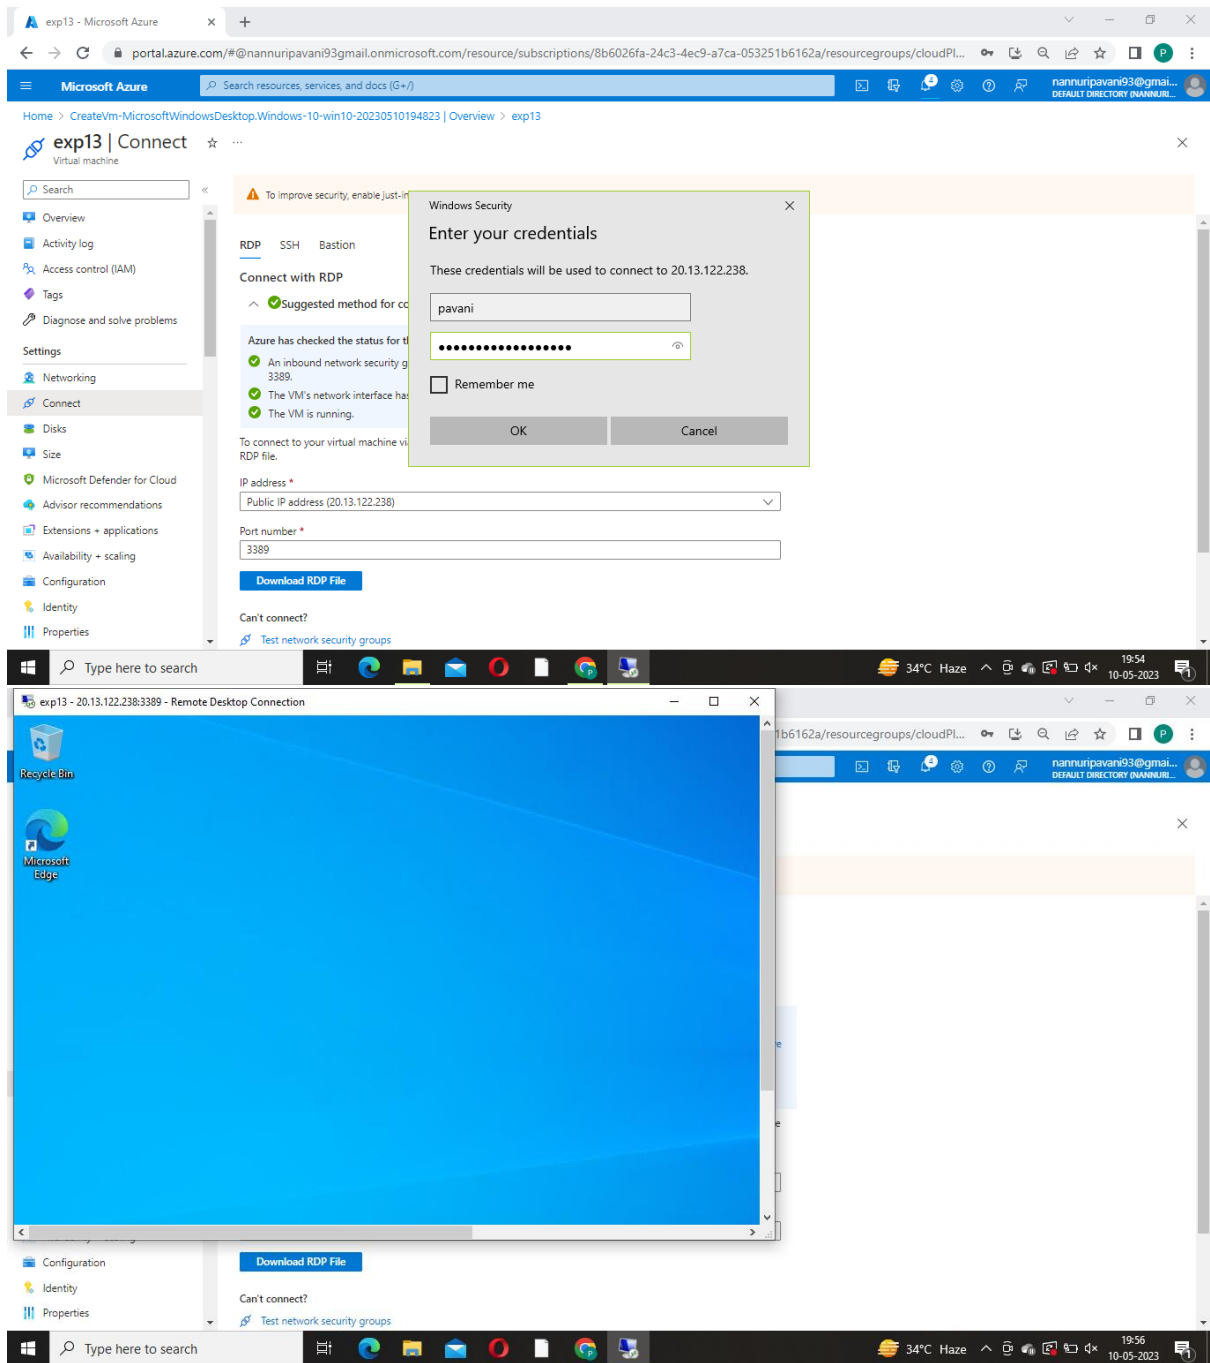 exp13 - Microsoft Azure
portal.azure.com/#@nannuripavani93gmail.onmicrosoft.com/resource/subscriptions/8b6026fa-24c3-4ec9-a7ca-053251b6162a/resourcegroups/cloudPl...
P
Microsoft Azure
Search resources, services, and docs (G+/)
4
nannuripavani93@gmai...
DEFAULT DIRECTORY (NANNURI...
Home > CreateVm-MicrosoftWindowsDesktop.Windows-10-win10-20230510194823 | Overview > exp13
exp13 | Connect
Virtual machine
Search
To improve security, enable just-in
Windows Security
Enter your credentials
These credentials will be used to connect to 20.13.122.238.
pavani
Remember me
OK
Cancel
Overview
Activity log
Access control (IAM)
Tags
Diagnose and solve problems
Settings
Networking
Connect
Disks
Size
Microsoft Defender for Cloud
Advisor recommendations
Extensions + applications
Availability + scaling
Configuration
Identity
Properties
RDP SSH Bastion
Connect with RDP
Suggested method for co
Azure has checked the status for th
An inbound network security g
3389.
The VM's network interface has
The VM is running.
To connect to your virtual machine vi
RDP file.
IP address *
Public IP address (20.13.122.238)
Port number *
3389
Download RDP File
Can't connect?
Test network security groups
Type here to search
34°C Haze
19:54
10-05-2023
1
exp13 - 20.13.122.238:3389 - Remote Desktop Connection
Recycle Bin
Microsoft
Edge
1b6162a/resourcegroups/cloudPl...
P
4
nannuripavani93@gmai...
DEFAULT DIRECTORY (NANNURI...
e
e
Configuration
Identity
Properties
Download RDP File
Can't connect?
Test network security groups
Type here to search
34°C Haze
19:56
10-05-2023
1